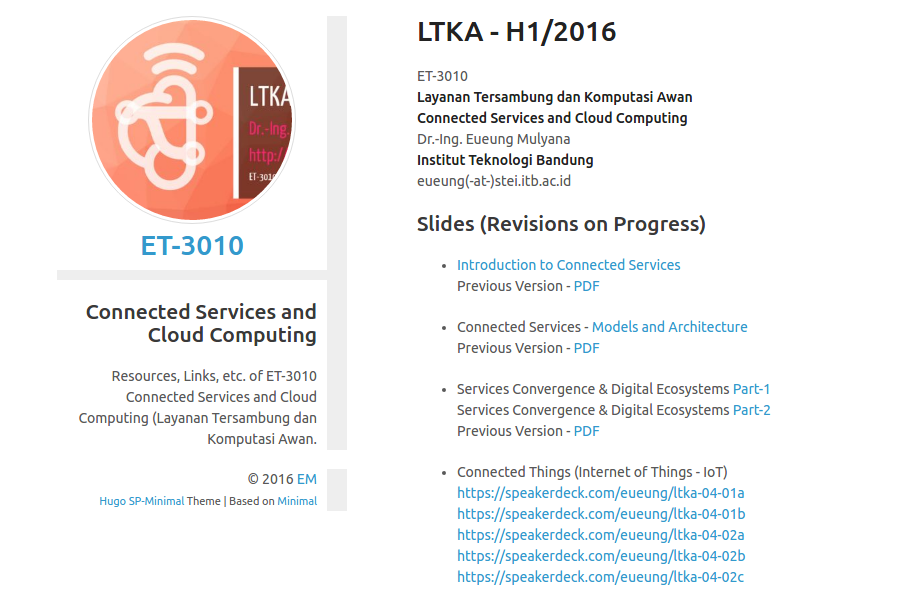 LTKA
Dr.-Ing.
http:/
ET-3010
ET-3010
Connected Services and
Cloud Computing
Resources, Links, etc. of ET-3010
Connected Services and Cloud
Computing (Layanan Tersambung dan
Komputasi Awan.
© 2016 EM
Hugo SP-Minimal Theme | Based on Minimal
LTKA - H1/2016
ET-3010
Layanan Tersambung dan Komputasi Awan
Connected Services and Cloud Computing
Dr.-Ing. Eueung Mulyana
Institut Teknologi Bandung
eueung(-at-)stei.itb.ac.id
Slides (Revisions on Progress)
• Introduction to Connected Services
Previous Version - PDF
• Connected Services - Models and Architecture
Previous Version - PDF
• Services Convergence & Digital Ecosystems Part-1
Services Convergence & Digital Ecosystems Part-2
Previous Version - PDF
• Connected Things (Internet of Things - IoT)
https://speakerdeck.com/eueung/ltka-04-01a
https://speakerdeck.com/eueung/ltka-04-01b
https://speakerdeck.com/eueung/ltka-04-02a
https://speakerdeck.com/eueung/ltka-04-02b
https://speakerdeck.com/eueung/ltka-04-02c